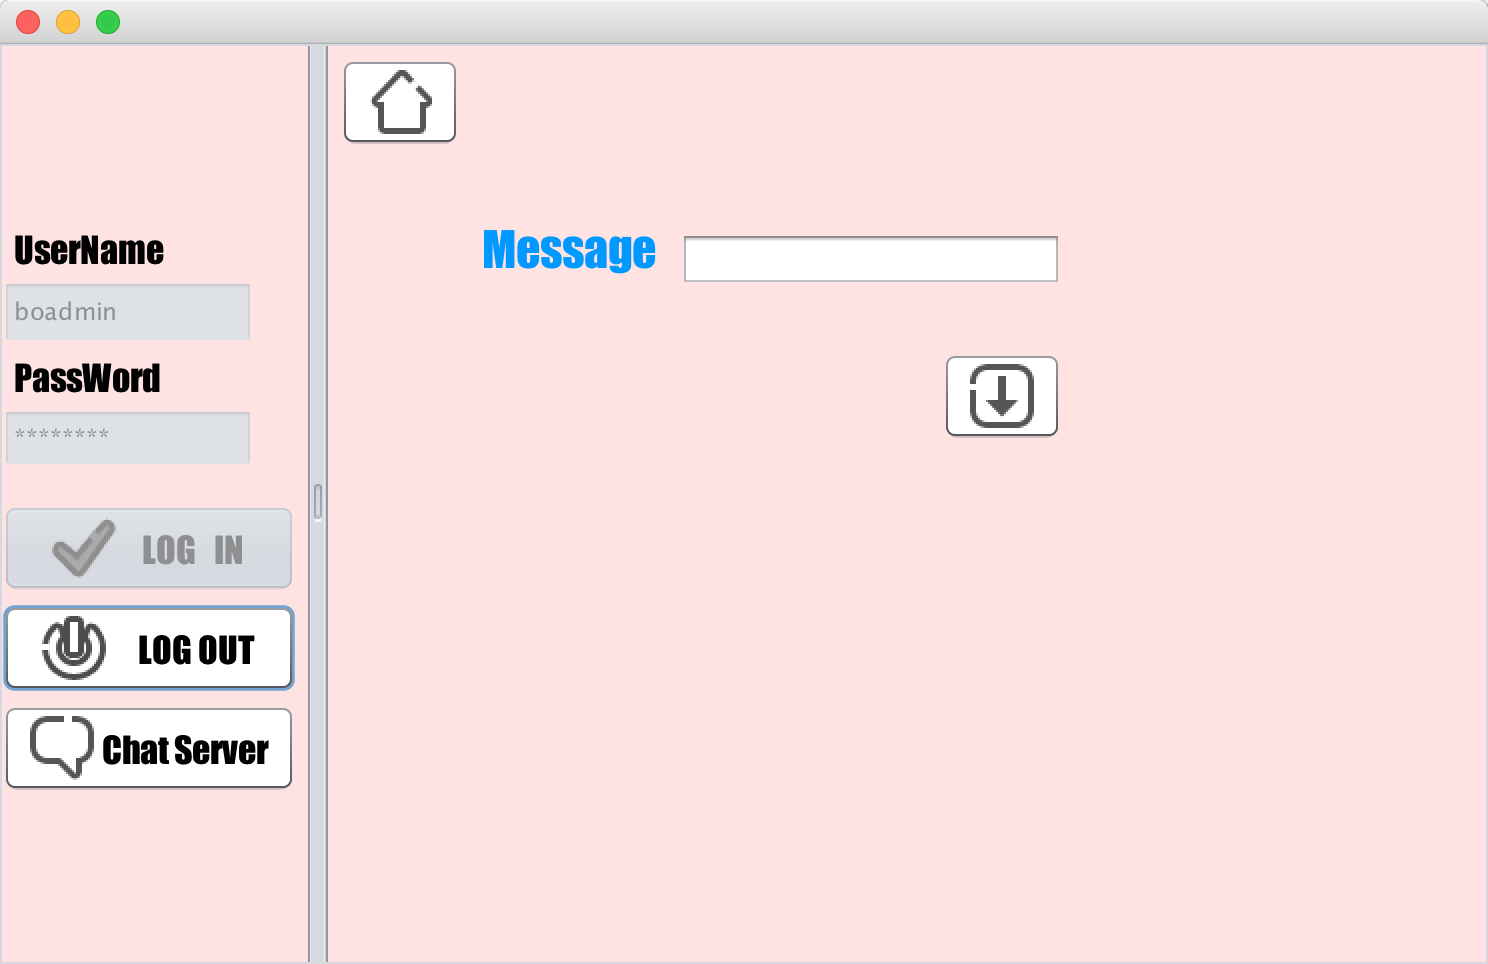 UserName
boadmin
PassWord
********
LOG IN
LOG OUT
Chat Server
Message